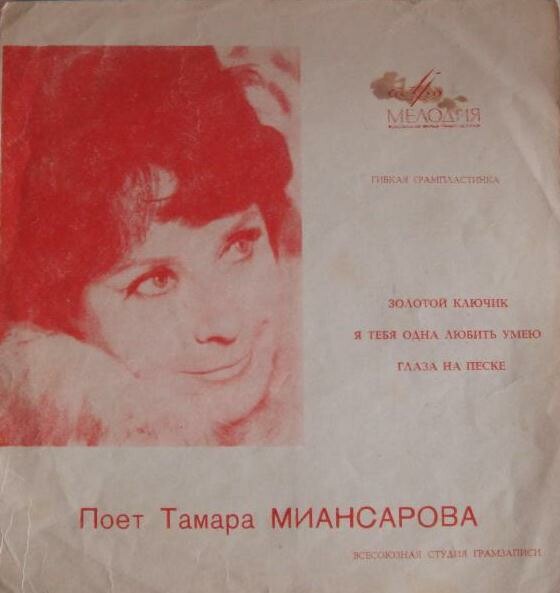 МЕЛОДИЯ
ГИБКАЯ ГРАМПЛАСТИНКА
ЗОЛОТОЙ КЛЮЧИК
Я ТЕБЯ ОДНА ЛЮБИТЬ УМЕЮ
ГЛАЗА НА ПЕСКЕ
Поет Тамара МИАНСАРОВА
ВСЕСОЮЗНАЯ СТУДИЯ ГРАМЗАПИСИ